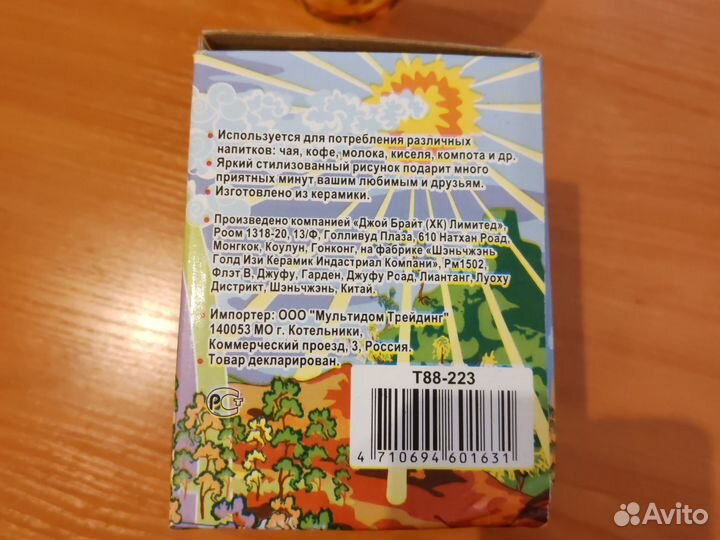 • Используется для потребления различных
напитков: чая, кофе, молока, киселя, компота и др.
• Яркий стилизованный рисунок подарит много
приятных минут вашим любимым и друзьям.
• Изготовлено из керамики.
• Произведено компанией «Джой Брайт (ХК) Лимитед»,
Роом 1318-20, 13/Ф, Голливуд Плаза, 610 Натхан Роад,
Монгкок, Коулун, Гонконг, на фабрике «Шэньчжэнь
Голд Изи Керамик Индастриал Компани», Рм1502,
Флэт В, Джуфу, Гарден, Джуфу Роад, Лиантанг, Луоху
Дистрикт, Шэньчжэнь, Китай.
• Импортер: ООО "Мультидом Трейдинг"
140053 МО г. Котельники,
Коммерческий проезд, 3, Россия.
• Товар декларирован.
РСТ
T88-223
4 710694 601631
Avito